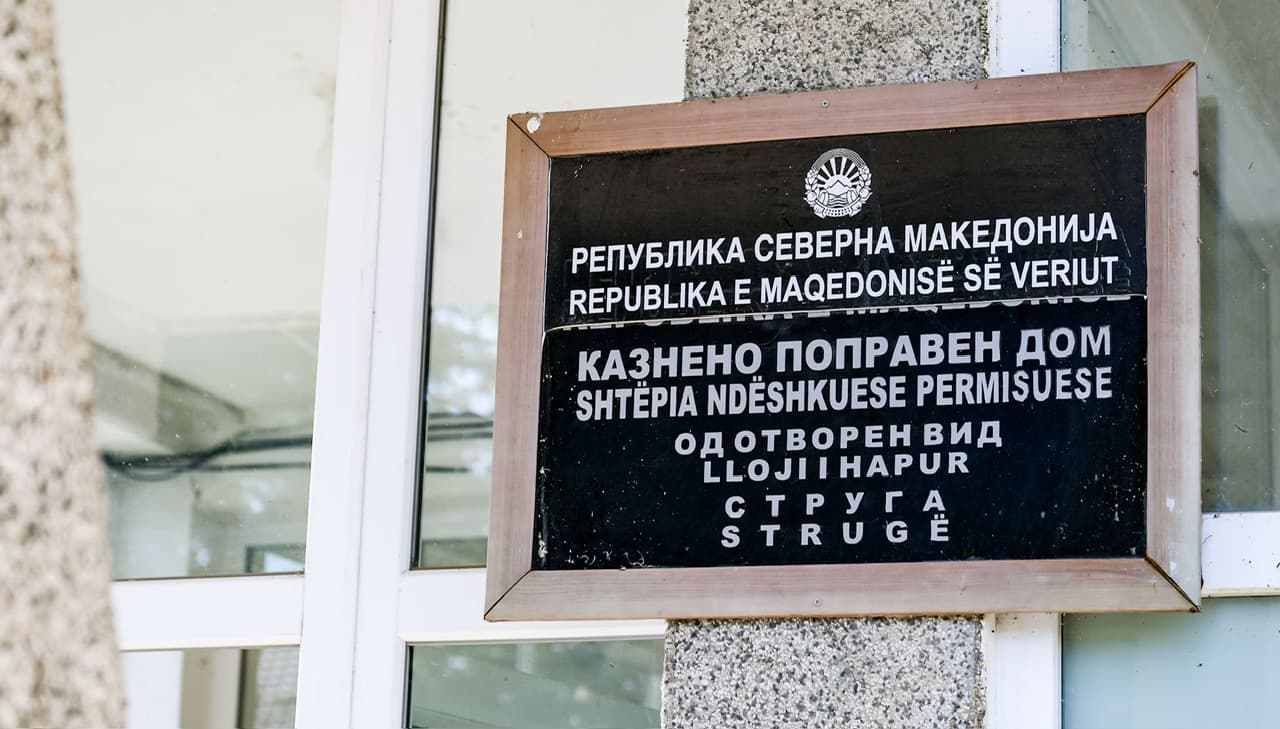 РЕПУБЛИКА СЕВЕРНА МАКЕДОНИЈА
REPUBLIKA E MAQEDONISË SË VERIUT
КАЗНЕНО ПОПРАВЕН ДОМ
SHTËPIA NDËSHKUESE PERMISUESE
ОД ОТВОРЕН ВИД
LLOJI I HAPUR
СТРУГА
STRUGË